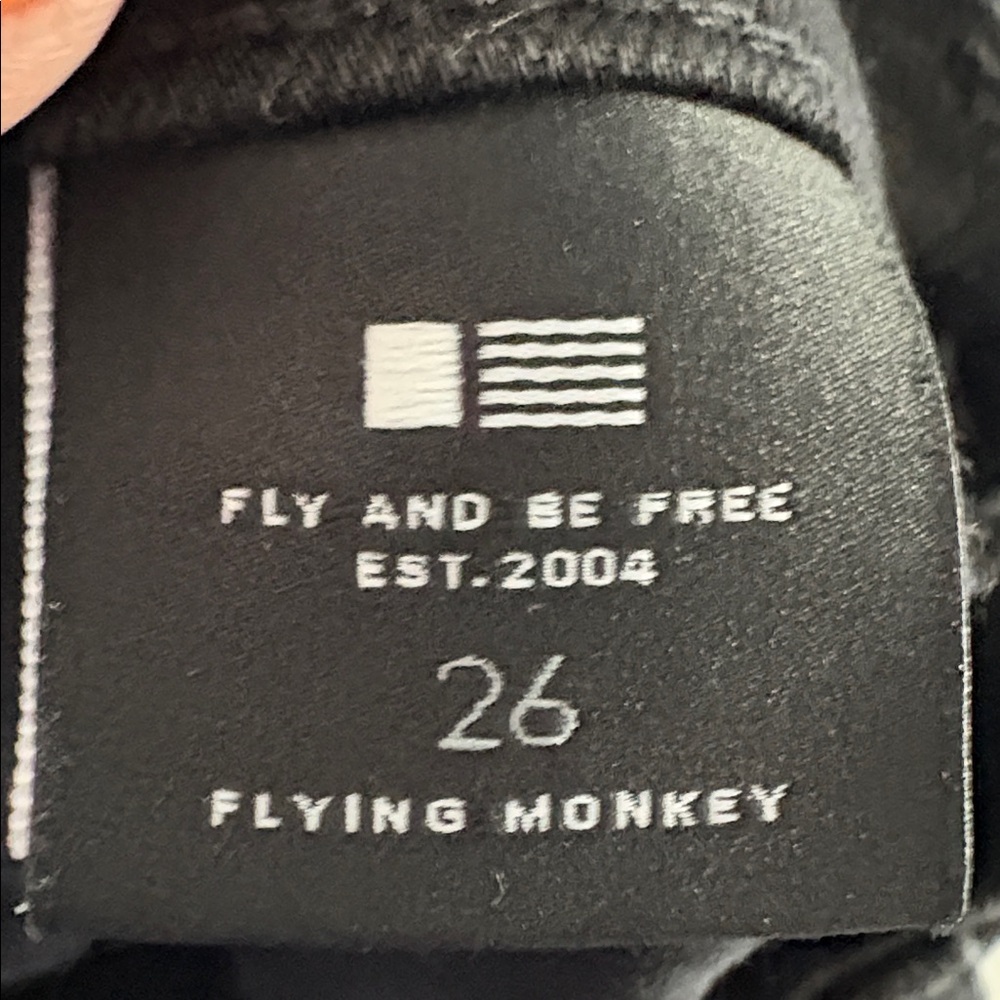 FLY AND BE FREE
EST.2004
26
FLYING MONKEY